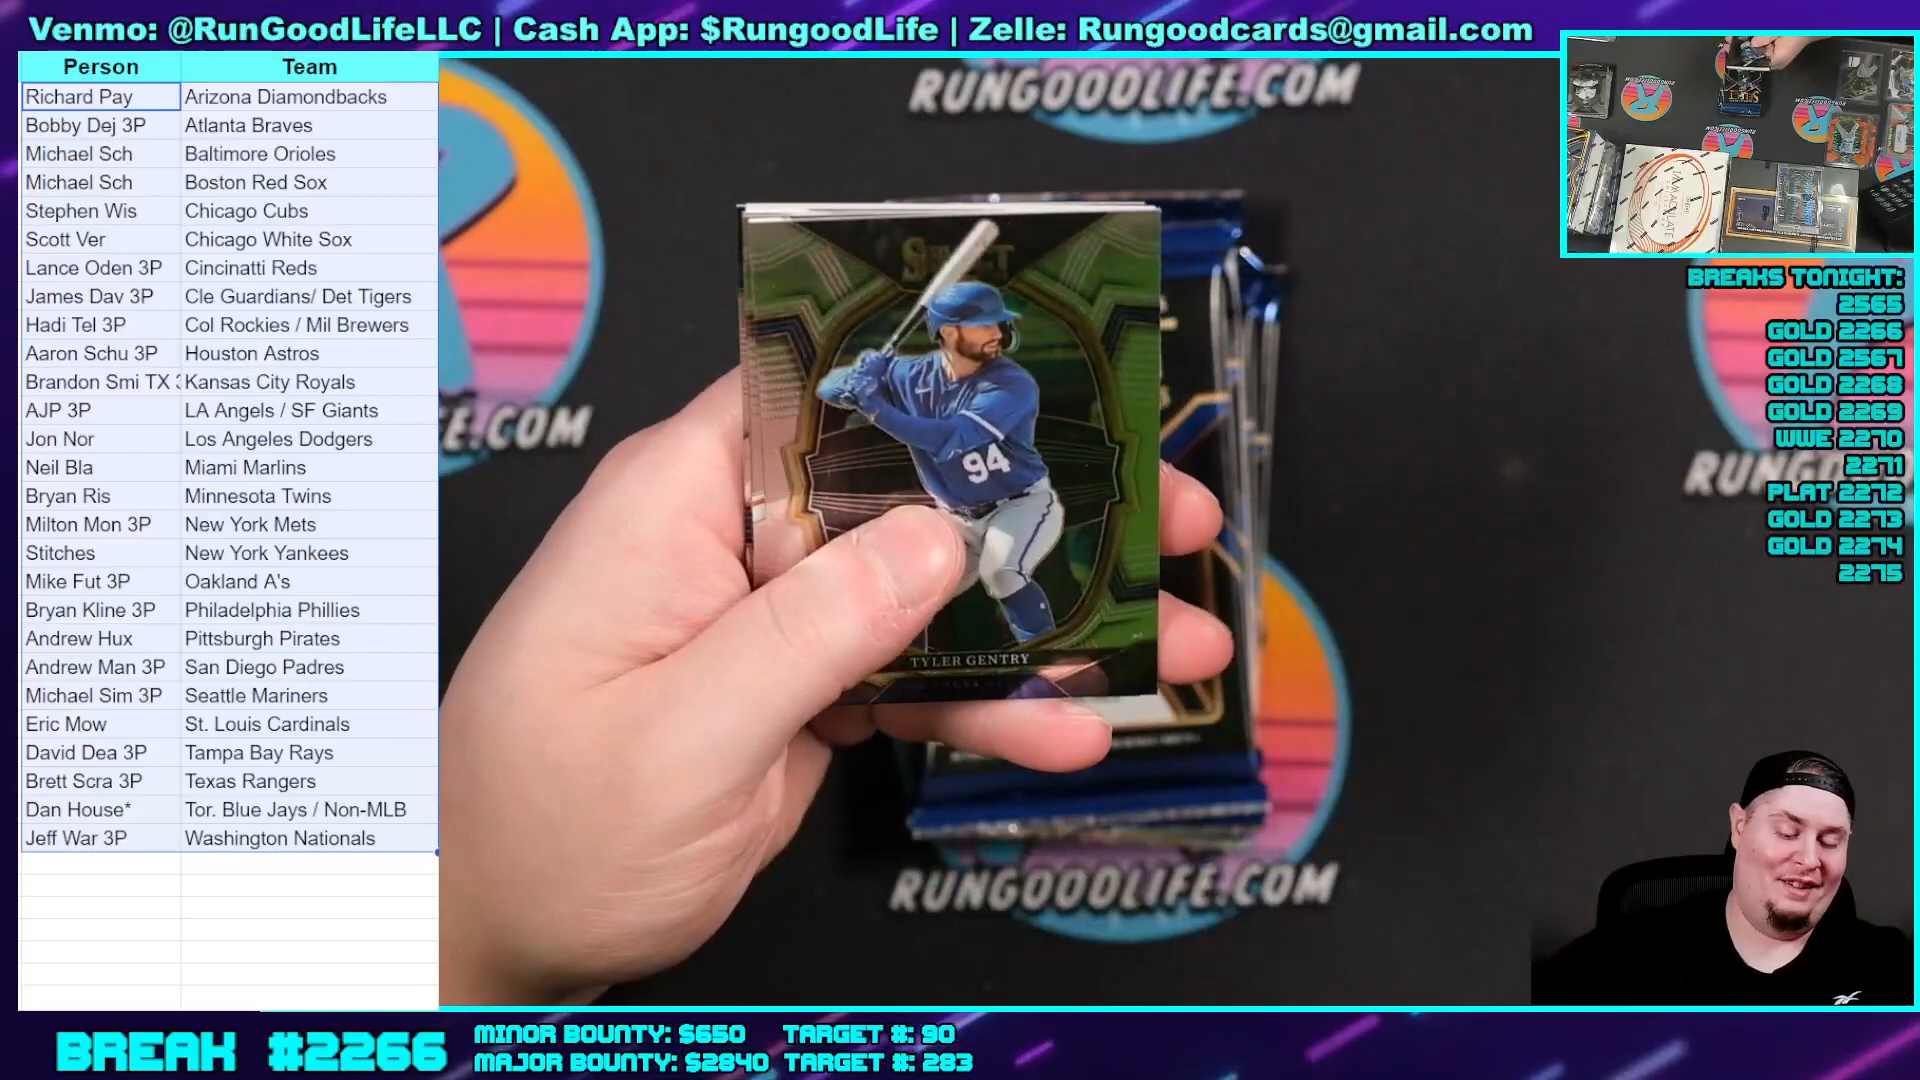 Venmo: @RunGoodLifeLLC | Cash App: $RungoodLife | Zelle: Rungoodcards@gmail.com
Person Team
Richard Pay Arizona Diamondbacks
Bobby Dej 3P Atlanta Braves
Michael Sch Baltimore Orioles
Michael Sch Boston Red Sox
Stephen Wis Chicago Cubs
Scott Ver Chicago White Sox
Lance Oden 3P Cincinatti Reds
James Dav 3P Cle Guardians/ Det Tigers
Hadi Tel 3P Col Rockies / Mil Brewers
Aaron Schu 3P Houston Astros
Brandon Smi TX Kansas City Royals
AJP 3P LA Angels / SF Giants
Jon Nor Los Angeles Dodgers
Neil Bla Miami Marlins
Bryan Ris Minnesota Twins
Milton Mon 3P New York Mets
Stitches New York Yankees
Mike Fut 3P Oakland A's
Bryan Kline 3P Philadelphia Phillies
Andrew Hux Pittsburgh Pirates
Andrew Man 3P San Diego Padres
Michael Sim 3P Seattle Mariners
Eric Mow St. Louis Cardinals
David Dea 3P Tampa Bay Rays
Brett Scra 3P Texas Rangers
Dan House* Tor. Blue Jays / Non-MLB
Jeff War 3P Washington Nationals
RUNGOODLIFE.COM
SELECT
94
TYLER GENTRY
E.COM
RUNG
RUNGOODLIFE.COM
IMMACULATE
SELECT
BREAKS TONIGHT:
2565
GOLD 2266
GOLD 2567
GOLD 2268
GOLD 2269
WWE 2270
2271
PLAT 2272
GOLD 2273
GOLD 2274
2275
BREAK #2266
MINOR BOUNTY: $650 TARGET #: 90
MAJOR BOUNTY: $2840 TARGET #: 283